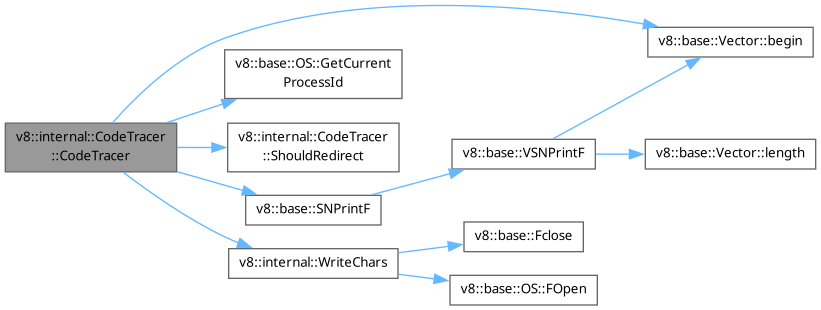 v8::base::Vector::begin
v8::base::OS::GetCurrent
ProcessId
v8::internal::CodeTracer
::CodeTracer
v8::internal::CodeTracer
::ShouldRedirect
v8::base::VSNPrintF
v8::base::Vector::length
v8::base::SNPrintF
v8::base::Fclose
v8::internal::WriteChars
v8::base::OS::FOpen